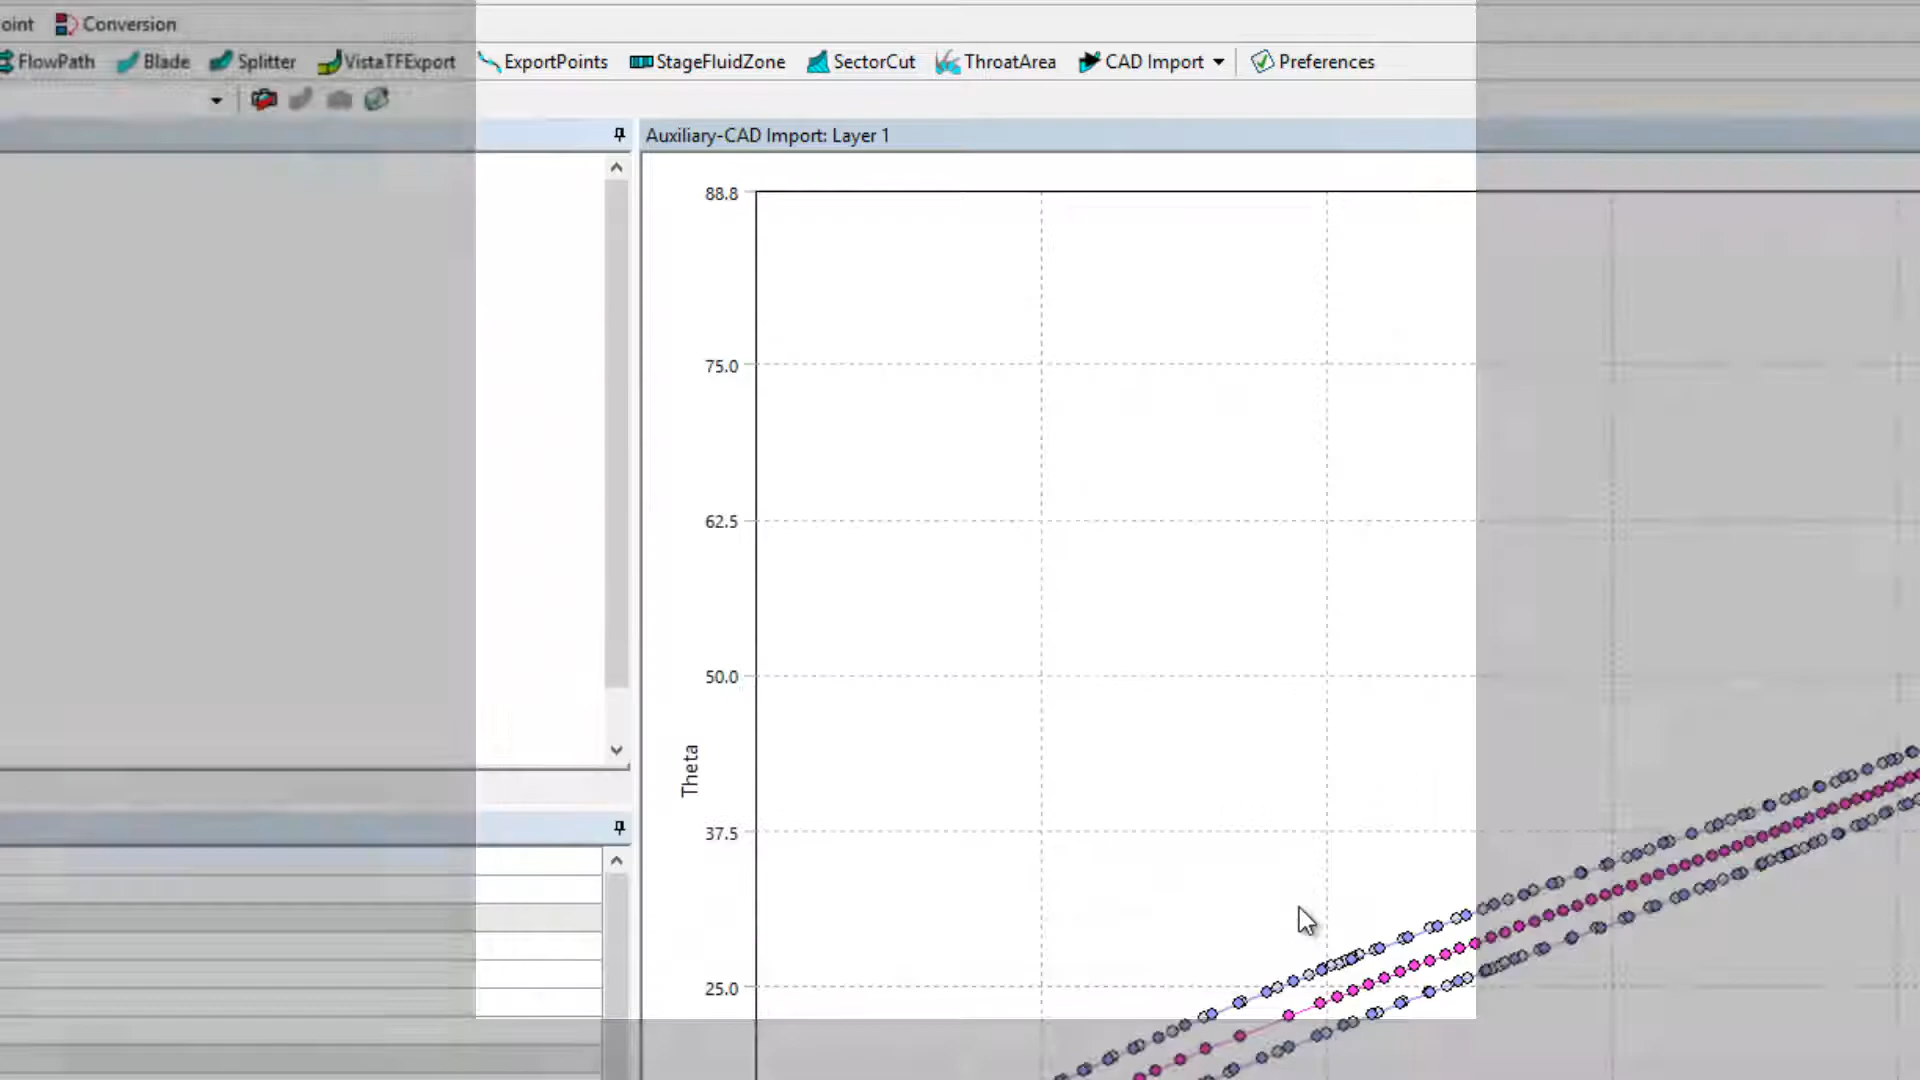 oint Conversion
FlowPath Blade Splitter VistaTFExport ExportPoints StageFluidZone SectorCut ThroatArea CAD Import Preferences
Auxiliary-CAD Import: Layer 1
88.8
75.0
62.5
50.0
Theta
37.5
25.0